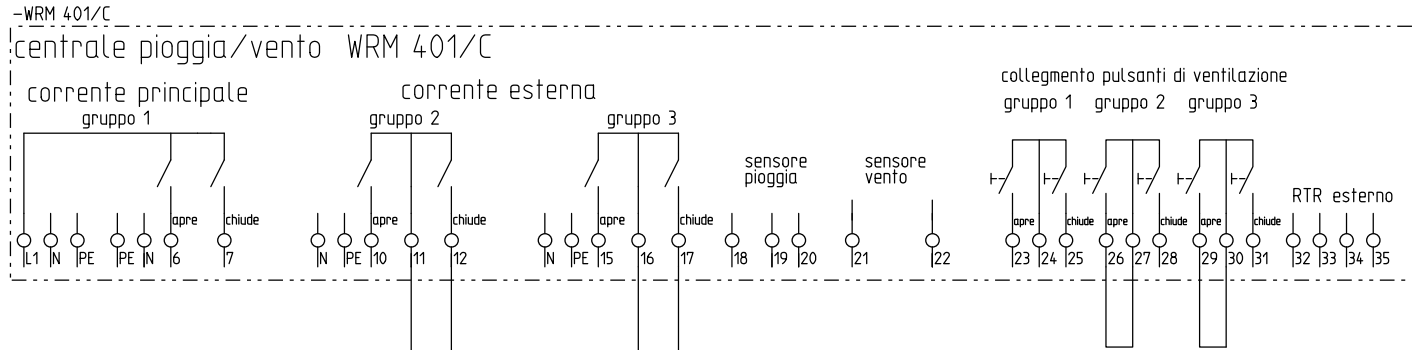 -WRM 401/C
centrale pioggia/vento WRM 401/C
corrente principale
corrente esterna
collegmento pulsanti di ventilazione
gruppo 1
gruppo 2
gruppo 3
gruppo 1 gruppo 2 gruppo 3
sensore
pioggia
sensore
vento
RTR esterno
apre chiude apre chiude apre chiude apre chiude apre chiude apre chiude
L1 N PE PE N 6 7 N PE 10 11 12 N PE 15 16 17 18 19 20 21 22 23 24 25 26 27 28 29 30 31 32 33 34 35